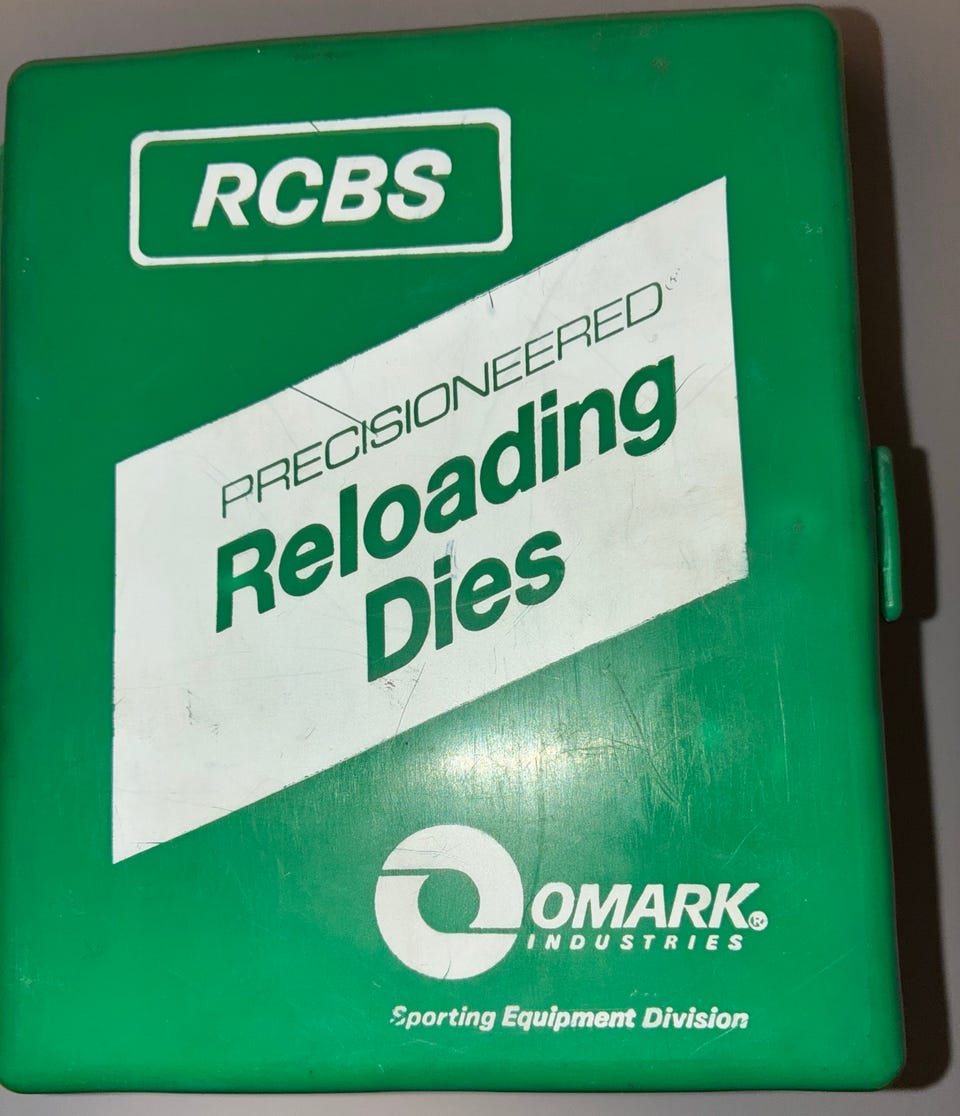 RCBS
PRECISIONEERED®
Reloading
Dies
OMARK®
INDUSTRIES
Sporting Equipment Division